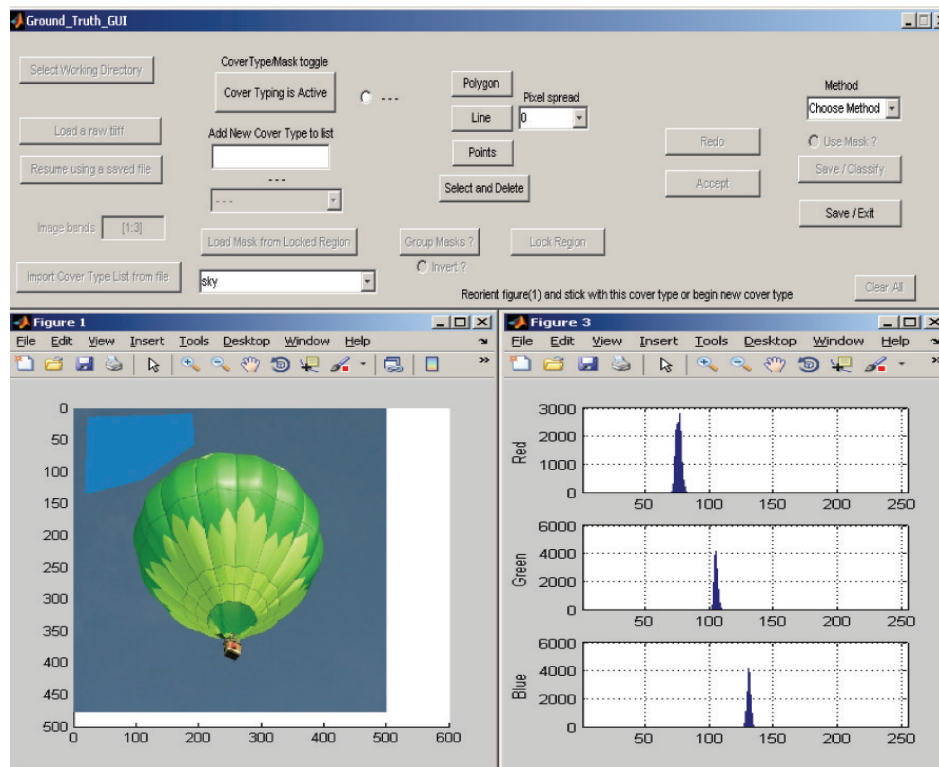 Ground_Truth_GUI
Select Working Directory
CoverType/Mask toggle
Cover Typing is Active
---
Polygon
Pixel spread
Line
0
Points
Select and Delete
Method
Choose Method
Load a raw tiff
Add New Cover Type to list
Redo
Use Mask ?
Resume using a saved file
---
Accept
Save / Classify
---
Save / Exit
Image bands
[1:3]
Load Mask from Locked Region
Group Masks ?
Lock Region
Invert ?
Import Cover Type List from file
sky
Reorient figure(1) and stick with this cover type or begin new cover type
Clear All
Figure 1
File Edit View Insert Tools Desktop Window Help
0
50
100
150
200
250
300
350
400
450
500
0 100 200 300 400 500 600
Figure 3
File Edit View Insert Tools Desktop Window Help
Red
3000
2000
1000
0
50 100 150 200 250
Green
6000
4000
2000
0
50 100 150 200 250
Blue
6000
4000
2000
0
50 100 150 200 250